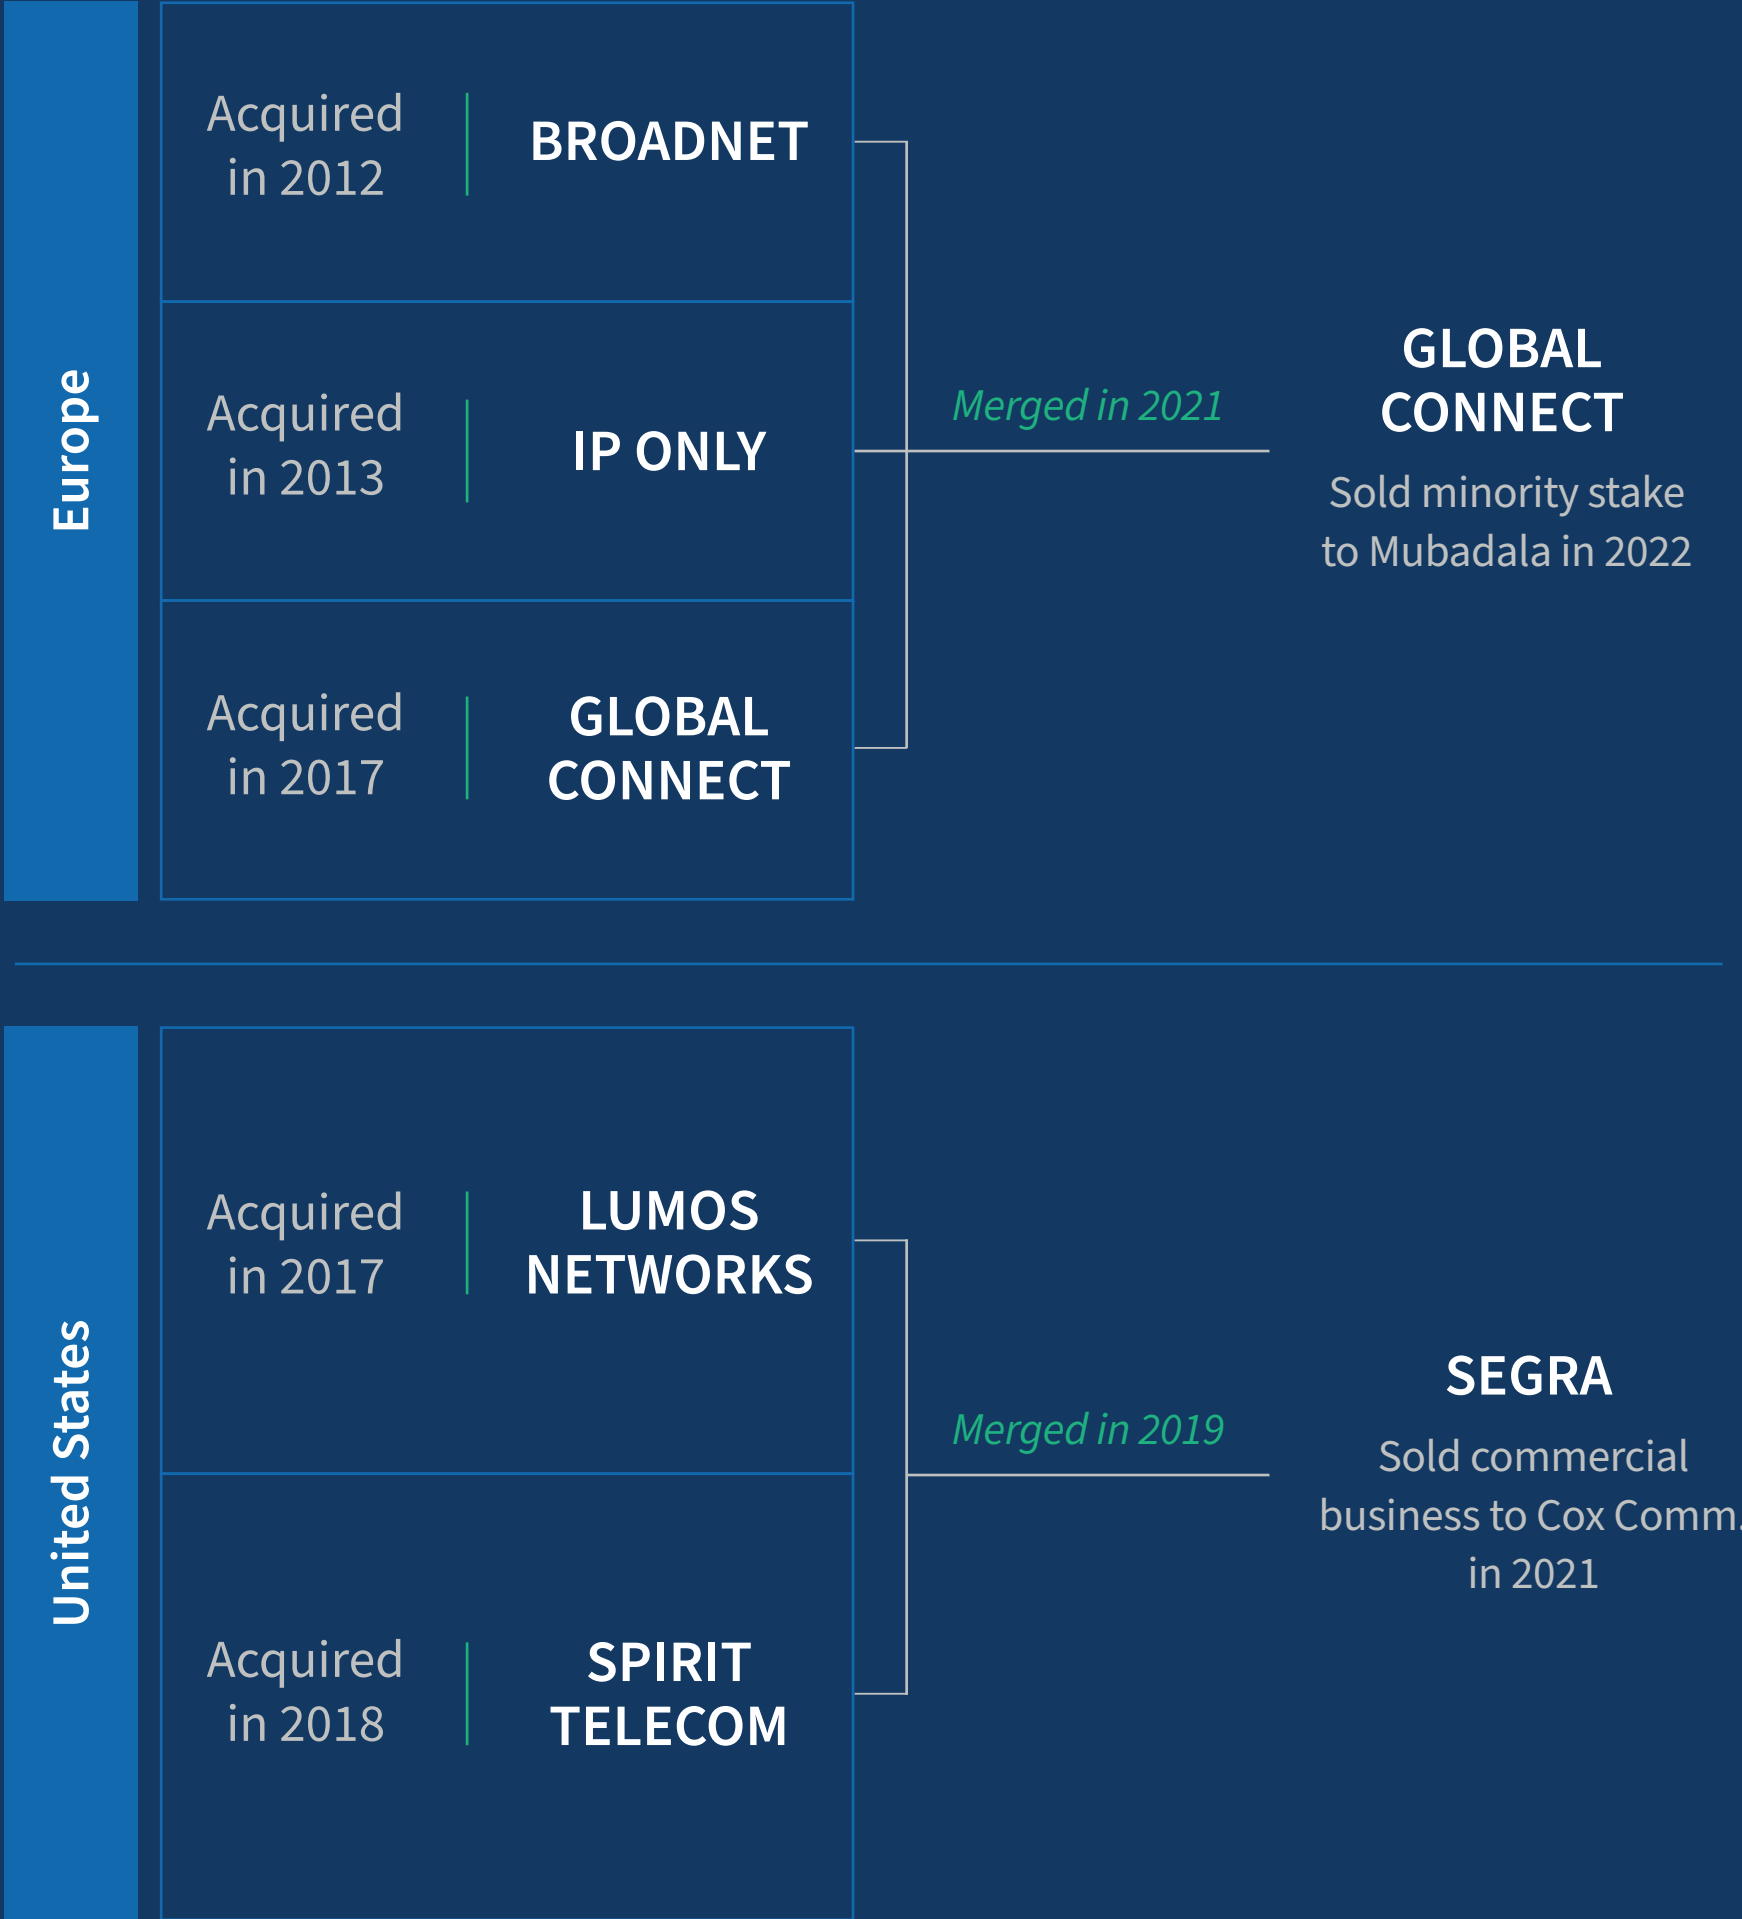 Europe
Acquired
in 2012
BROADNET
Acquired
in 2013
IP ONLY
Acquired
in 2017
GLOBAL
CONNECT
Merged in 2021
GLOBAL
CONNECT
Sold minority stake
to Mubadala in 2022
United States
Acquired
in 2017
LUMOS
NETWORKS
Acquired
in 2018
SPIRIT
TELECOM
Merged in 2019
SEGRA
Sold commercial
business to Cox Comm.
in 2021